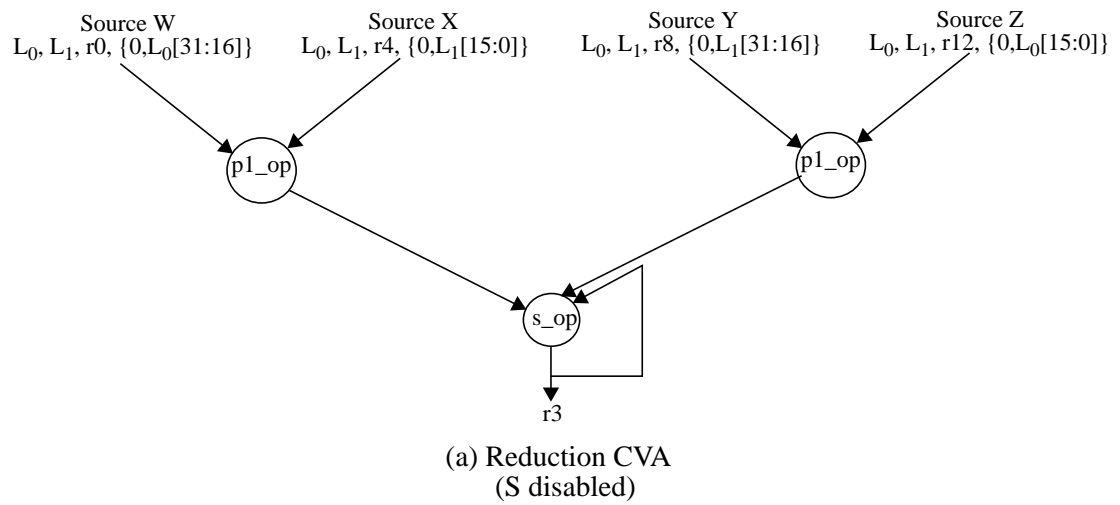 Source W
L₀, L₁, r0, {0,L₀[31:16]}
Source X
L₀, L₁, r4, {0,L₁[15:0]}
Source Y
L₀, L₁, r8, {0,L₁[31:16]}
Source Z
L₀, L₁, r12, {0,L₀[15:0]}
p1_op
p1_op
s_op
r3
(a) Reduction CVA
(S disabled)